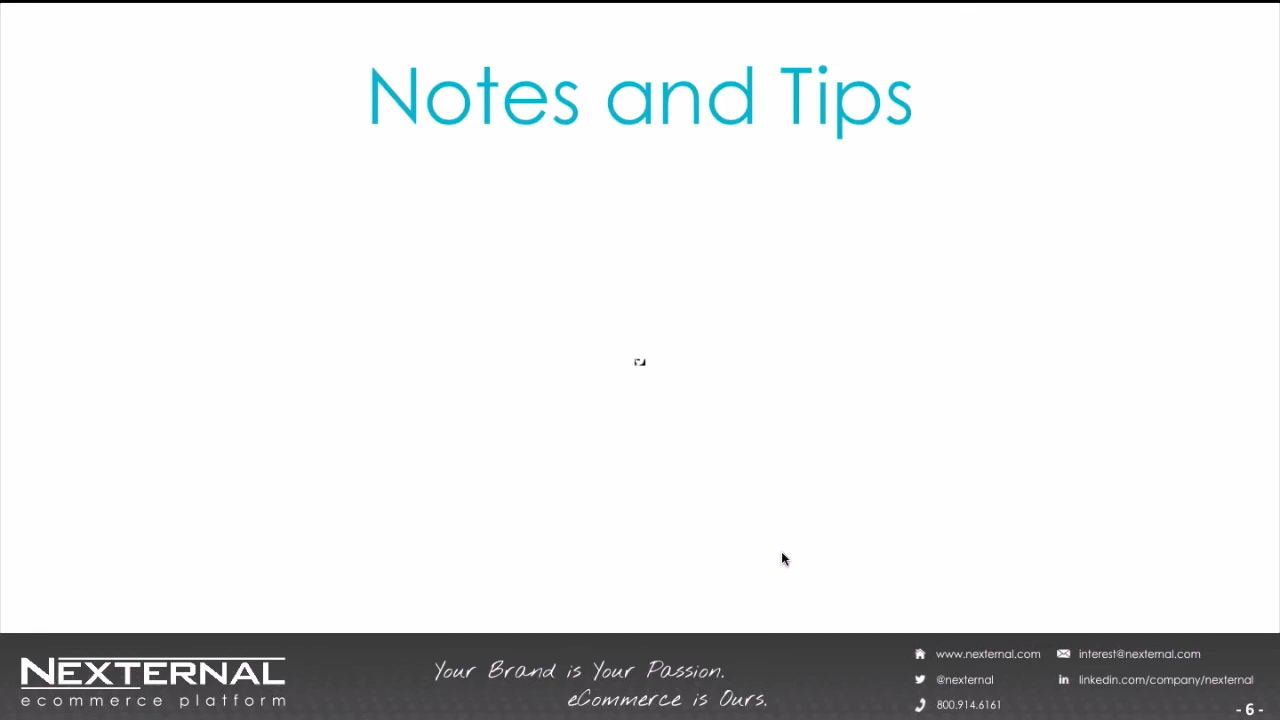 Notes and Tips
NEXTERNAL
ecommerce platform
Your Brand is Your Passion.
eCommerce is Ours.
www.nexternal.com
interest@nexternal.com
@nexternal
linkedin.com/company/nexternal
800.914.6161
- 6 -